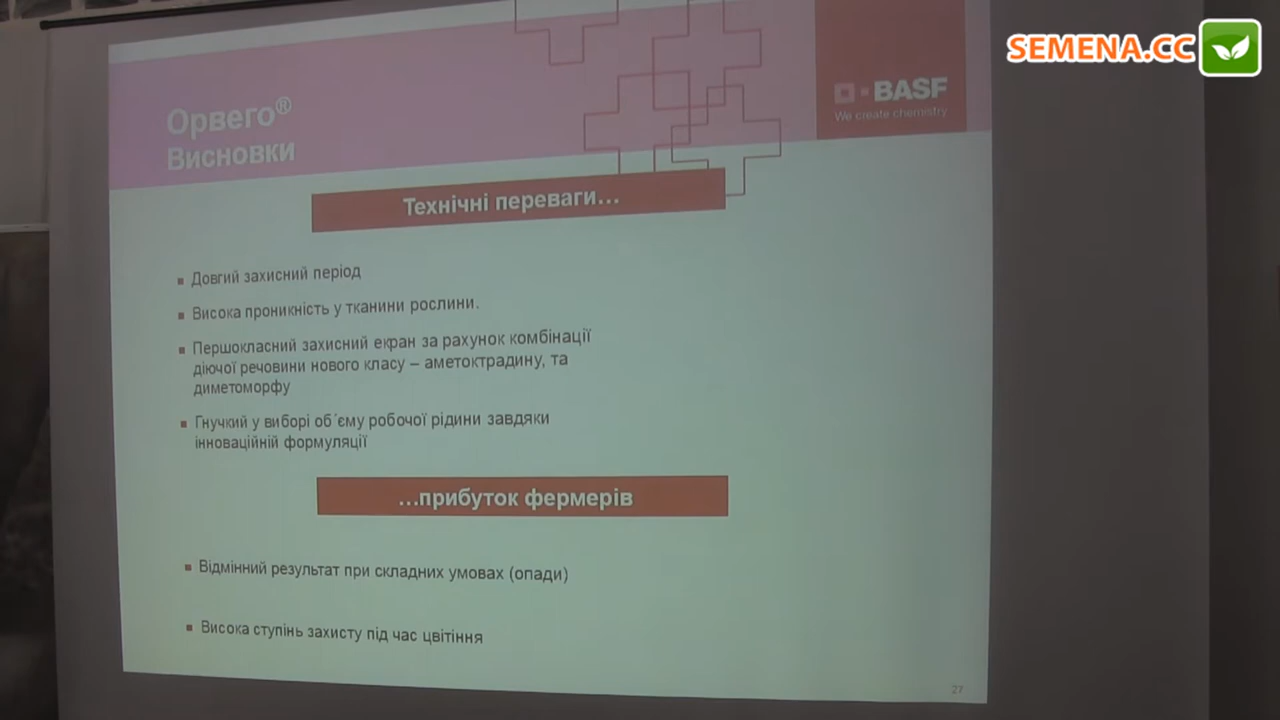 SEMENA.CC
BASF
We create chemistry
Орвего®
Висновки
Технічні переваги...
Довгий захисний період
Висока проникність у тканини рослини.
Першокласний захисний екран за рахунок комбінації
діючої речовини нового класу – аметоктрадину, та
диметоморфу
Гнучкий у виборі об´єму робочої рідини завдяки
інноваційній формуляції
...прибуток фермерів
Відмінний результат при складних умовах (опади)
Висока ступінь захисту під час цвітіння
27